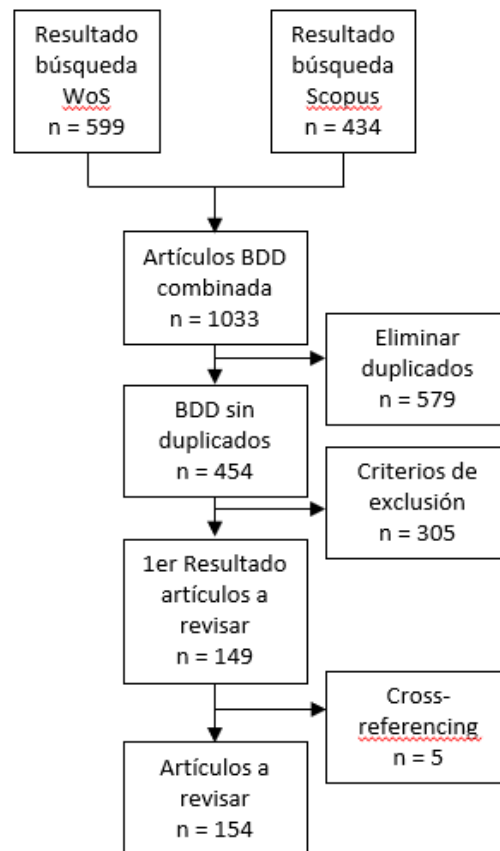 Resultado
búsqueda
WoS
n = 599
Resultado
búsqueda
Scopus
n = 434
Artículos BDD
combinada
n = 1033
Eliminar
duplicados
n = 579
BDD sin
duplicados
n = 454
Criterios de
exclusión
n = 305
1er Resultado
artículos a
revisar
n = 149
Cross-
referencing
n = 5
Artículos a
revisar
n = 154